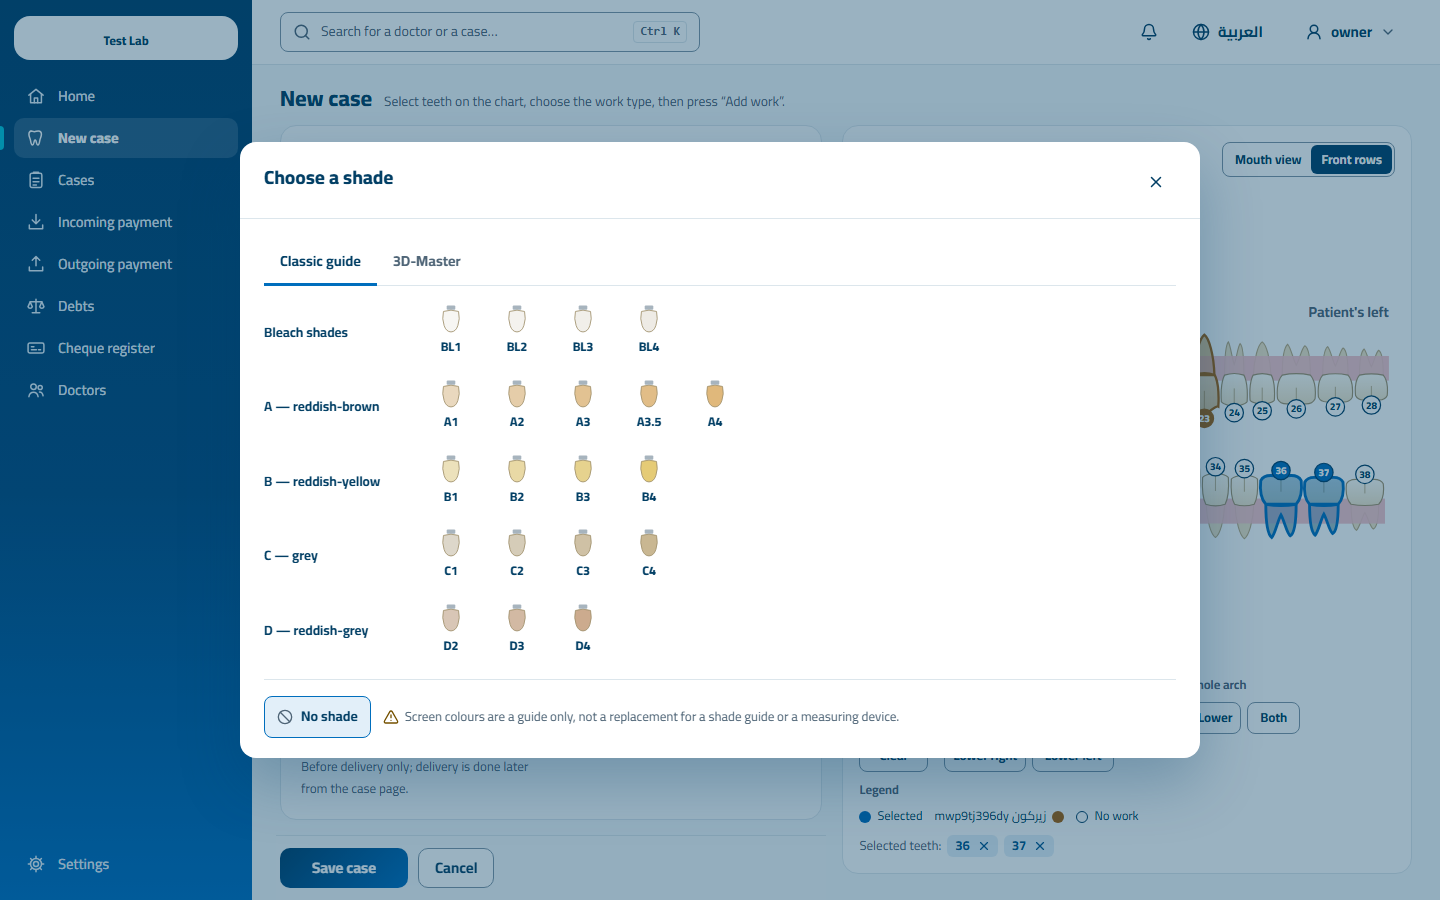 Test Lab
Home
New case
Cases
Incoming payment
Outgoing payment
Debts
Cheque register
Doctors
Settings
Search for a doctor or a case...
Ctrl K
العربية
owner
New case
Select teeth on the chart, choose the work type, then press “Add work”.
Mouth view
Front rows
Patient's left
23
24
25
26
27
28
34
35
36
37
38
Choose a shade
Classic guide
3D-Master
Bleach shades
BL1
BL2
BL3
BL4
A — reddish-brown
A1
A2
A3
A3.5
A4
B — reddish-yellow
B1
B2
B3
B4
C — grey
C1
C2
C3
C4
D — reddish-grey
D2
D3
D4
No shade
Screen colours are a guide only, not a replacement for a shade guide or a measuring device.
arch
Lower
Both
Before delivery only; delivery is done later
from the case page.
Legend
Selected
زيركون mwp9tj396dy
No work
Selected teeth:
36
37
Save case
Cancel